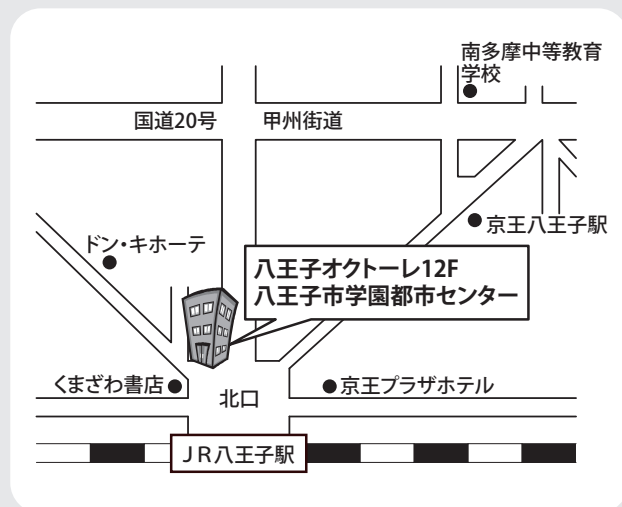 南多摩中等教育
学校
国道20号 甲州街道
京王八王子駅
ドン・キホーテ
八王子オクトーレ12F
八王子市学園都市センター
くまざわ書店
北口
京王プラザホテル
JR八王子駅